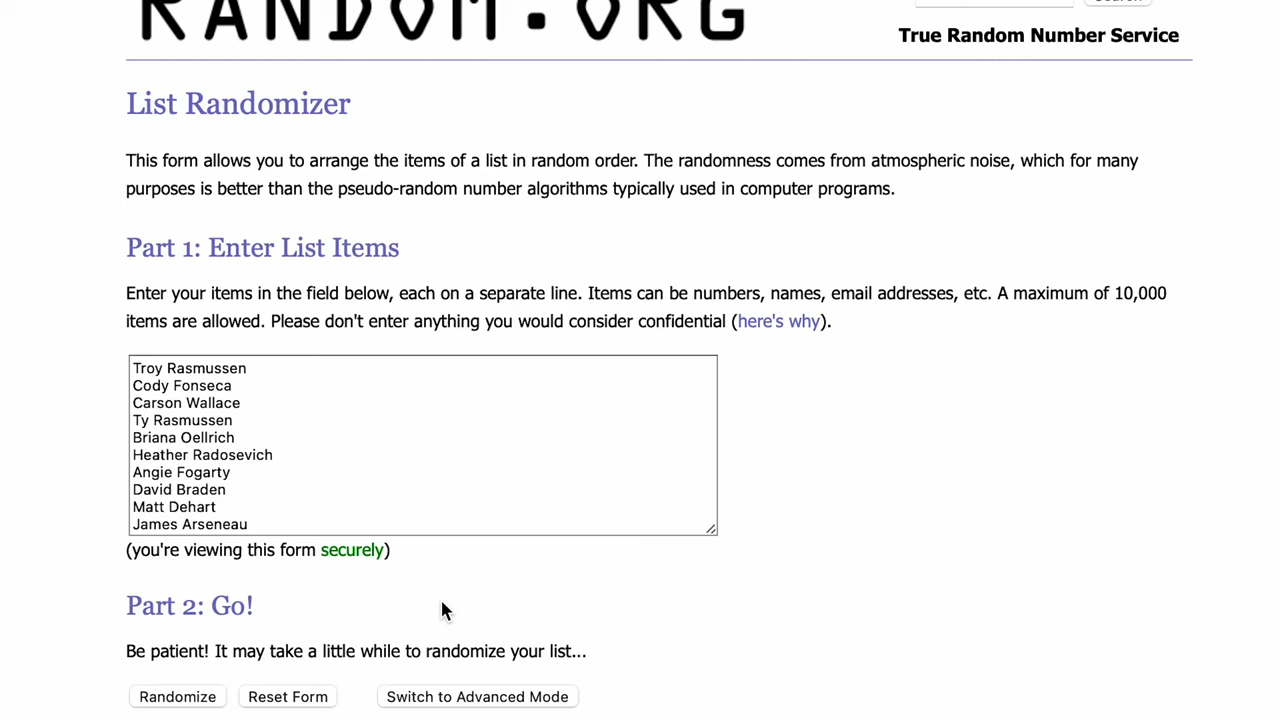 RANDOM.ORG
Search
True Random Number Service
List Randomizer
This form allows you to arrange the items of a list in random order. The randomness comes from atmospheric noise, which for many
purposes is better than the pseudo-random number algorithms typically used in computer programs.
Part 1: Enter List Items
Enter your items in the field below, each on a separate line. Items can be numbers, names, email addresses, etc. A maximum of 10,000
items are allowed. Please don't enter anything you would consider confidential (here's why).
Troy Rasmussen
Cody Fonseca
Carson Wallace
Ty Rasmussen
Briana Oellrich
Heather Radosevich
Angie Fogarty
David Braden
Matt Dehart
James Arseneau
(you're viewing this form securely)
Part 2: Go!
Be patient! It may take a little while to randomize your list...
Randomize Reset Form Switch to Advanced Mode